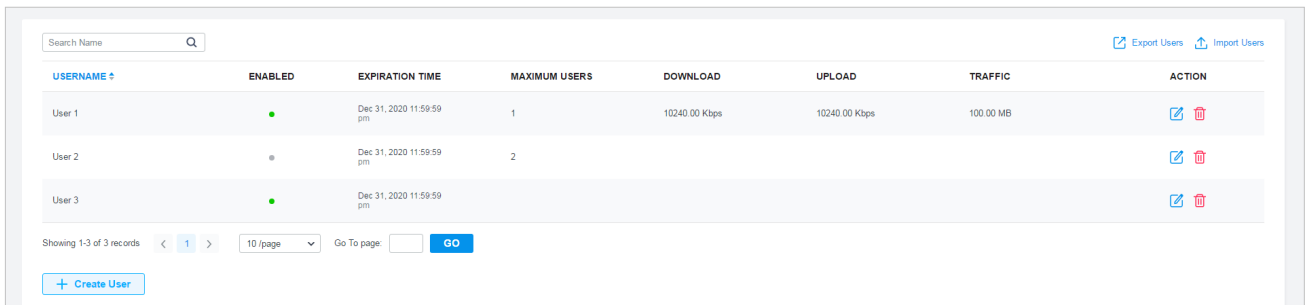 Search Name
Export Users Import Users
USERNAME ENABLED EXPIRATION TIME MAXIMUM USERS DOWNLOAD UPLOAD TRAFFIC ACTION
User 1 Dec 31, 2020 11:59:59 pm 1 10240.00 Kbps 10240.00 Kbps 100.00 MB
User 2 Dec 31, 2020 11:59:59 pm 2
User 3 Dec 31, 2020 11:59:59 pm
Showing 1-3 of 3 records < 1 > 10 /page Go To page: GO
+ Create User